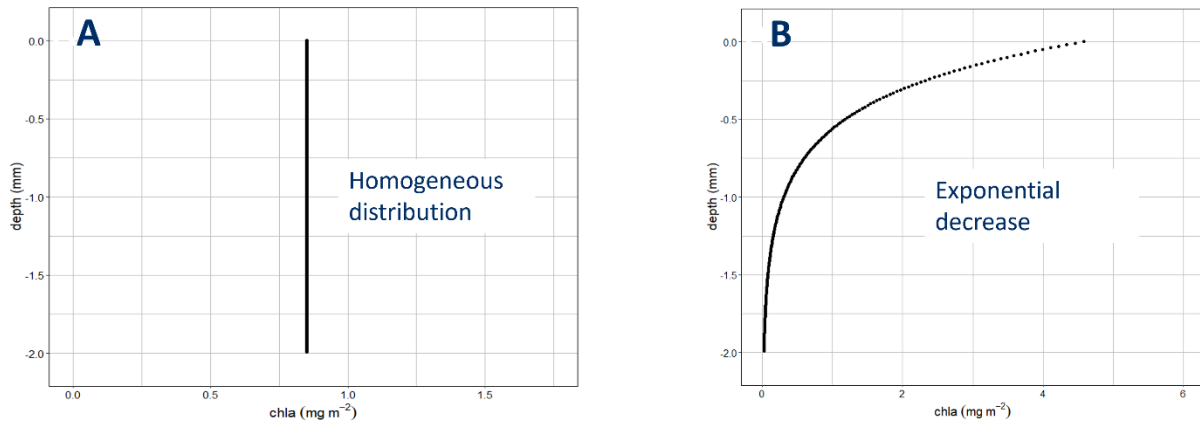 A
0.0
-0.5
-1.0
-1.5
-2.0
depth (mm)
Homogeneous
distribution
0.0 0.5 1.0 1.5
chla (mg m⁻²)
B
0.0
-0.5
-1.0
-1.5
-2.0
depth (mm)
Exponential
decrease
0 2 4 6
chla (mg m⁻²)